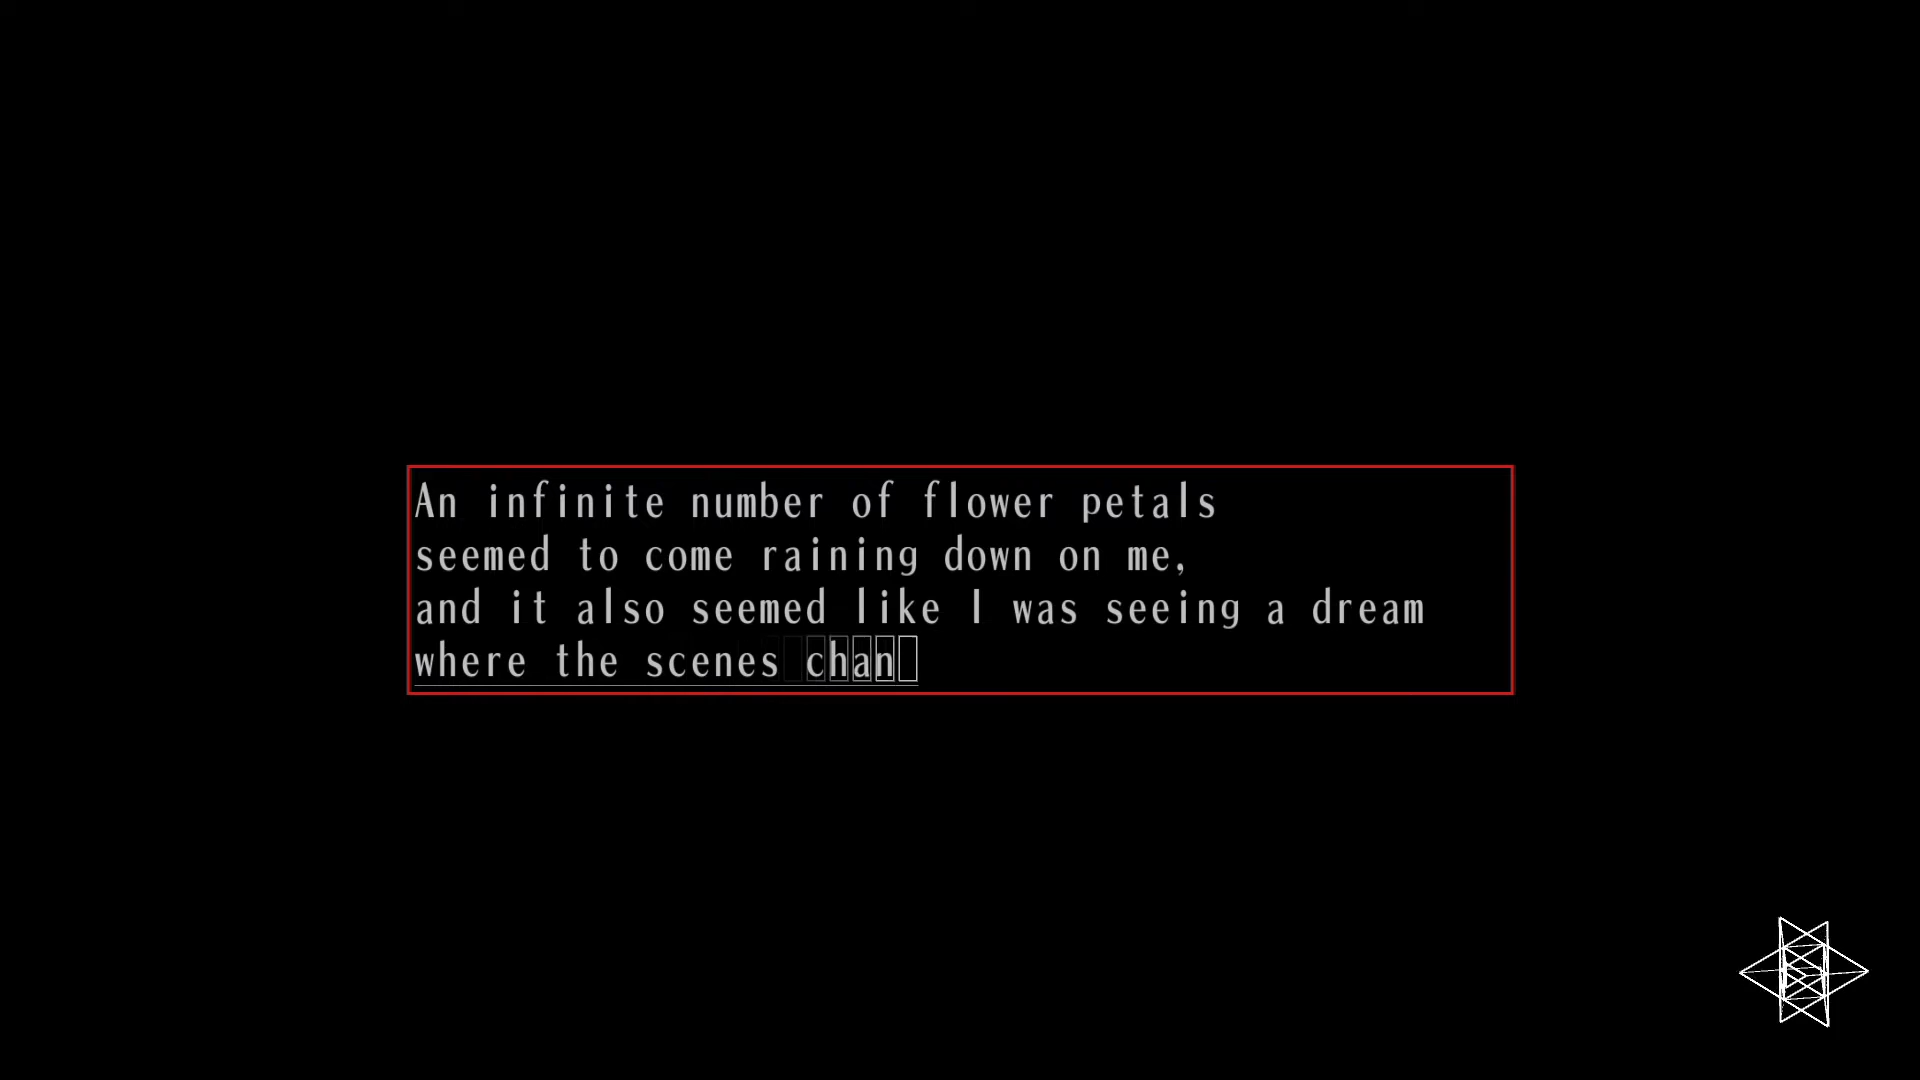 An infinite number of flower petals
seemed to come raining down on me,
and it also seemed like I was seeing a dream
where the scenes chan